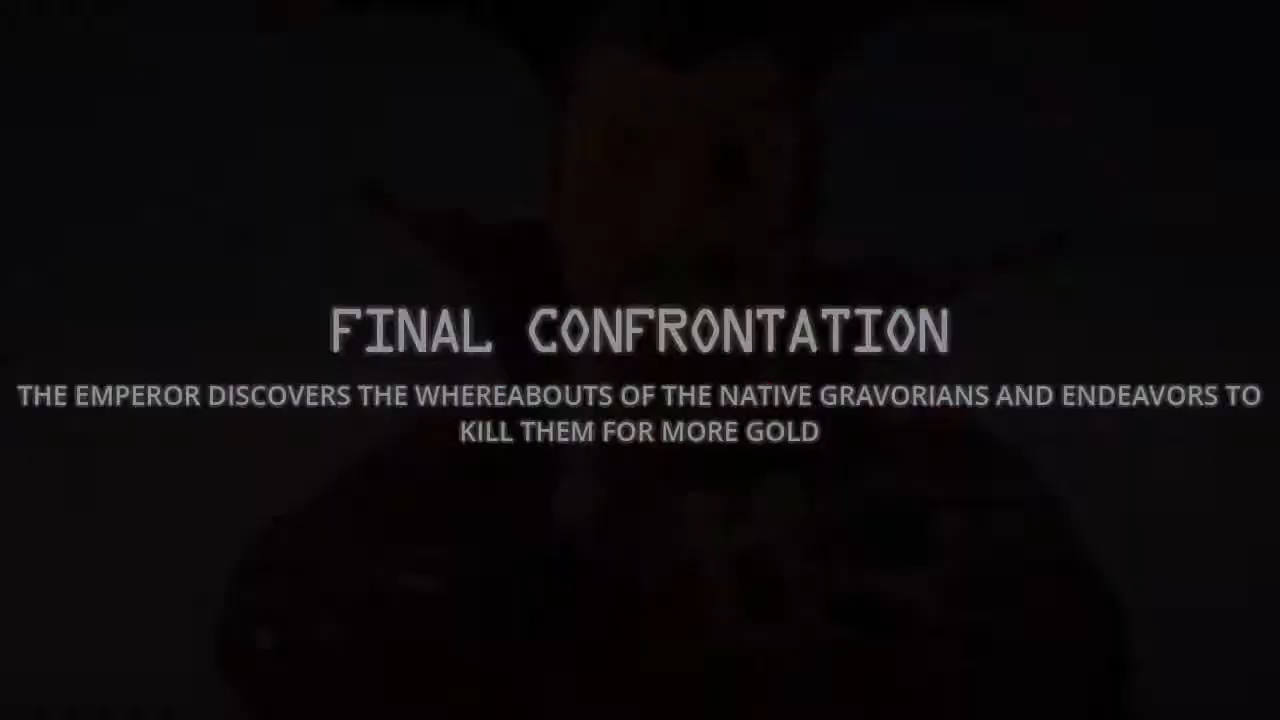 FINAL CONFRONTATION
THE EMPEROR DISCOVERS THE WHEREABOUTS OF THE NATIVE GRAVORIANS AND ENDEAVORS TO
KILL THEM FOR MORE GOLD